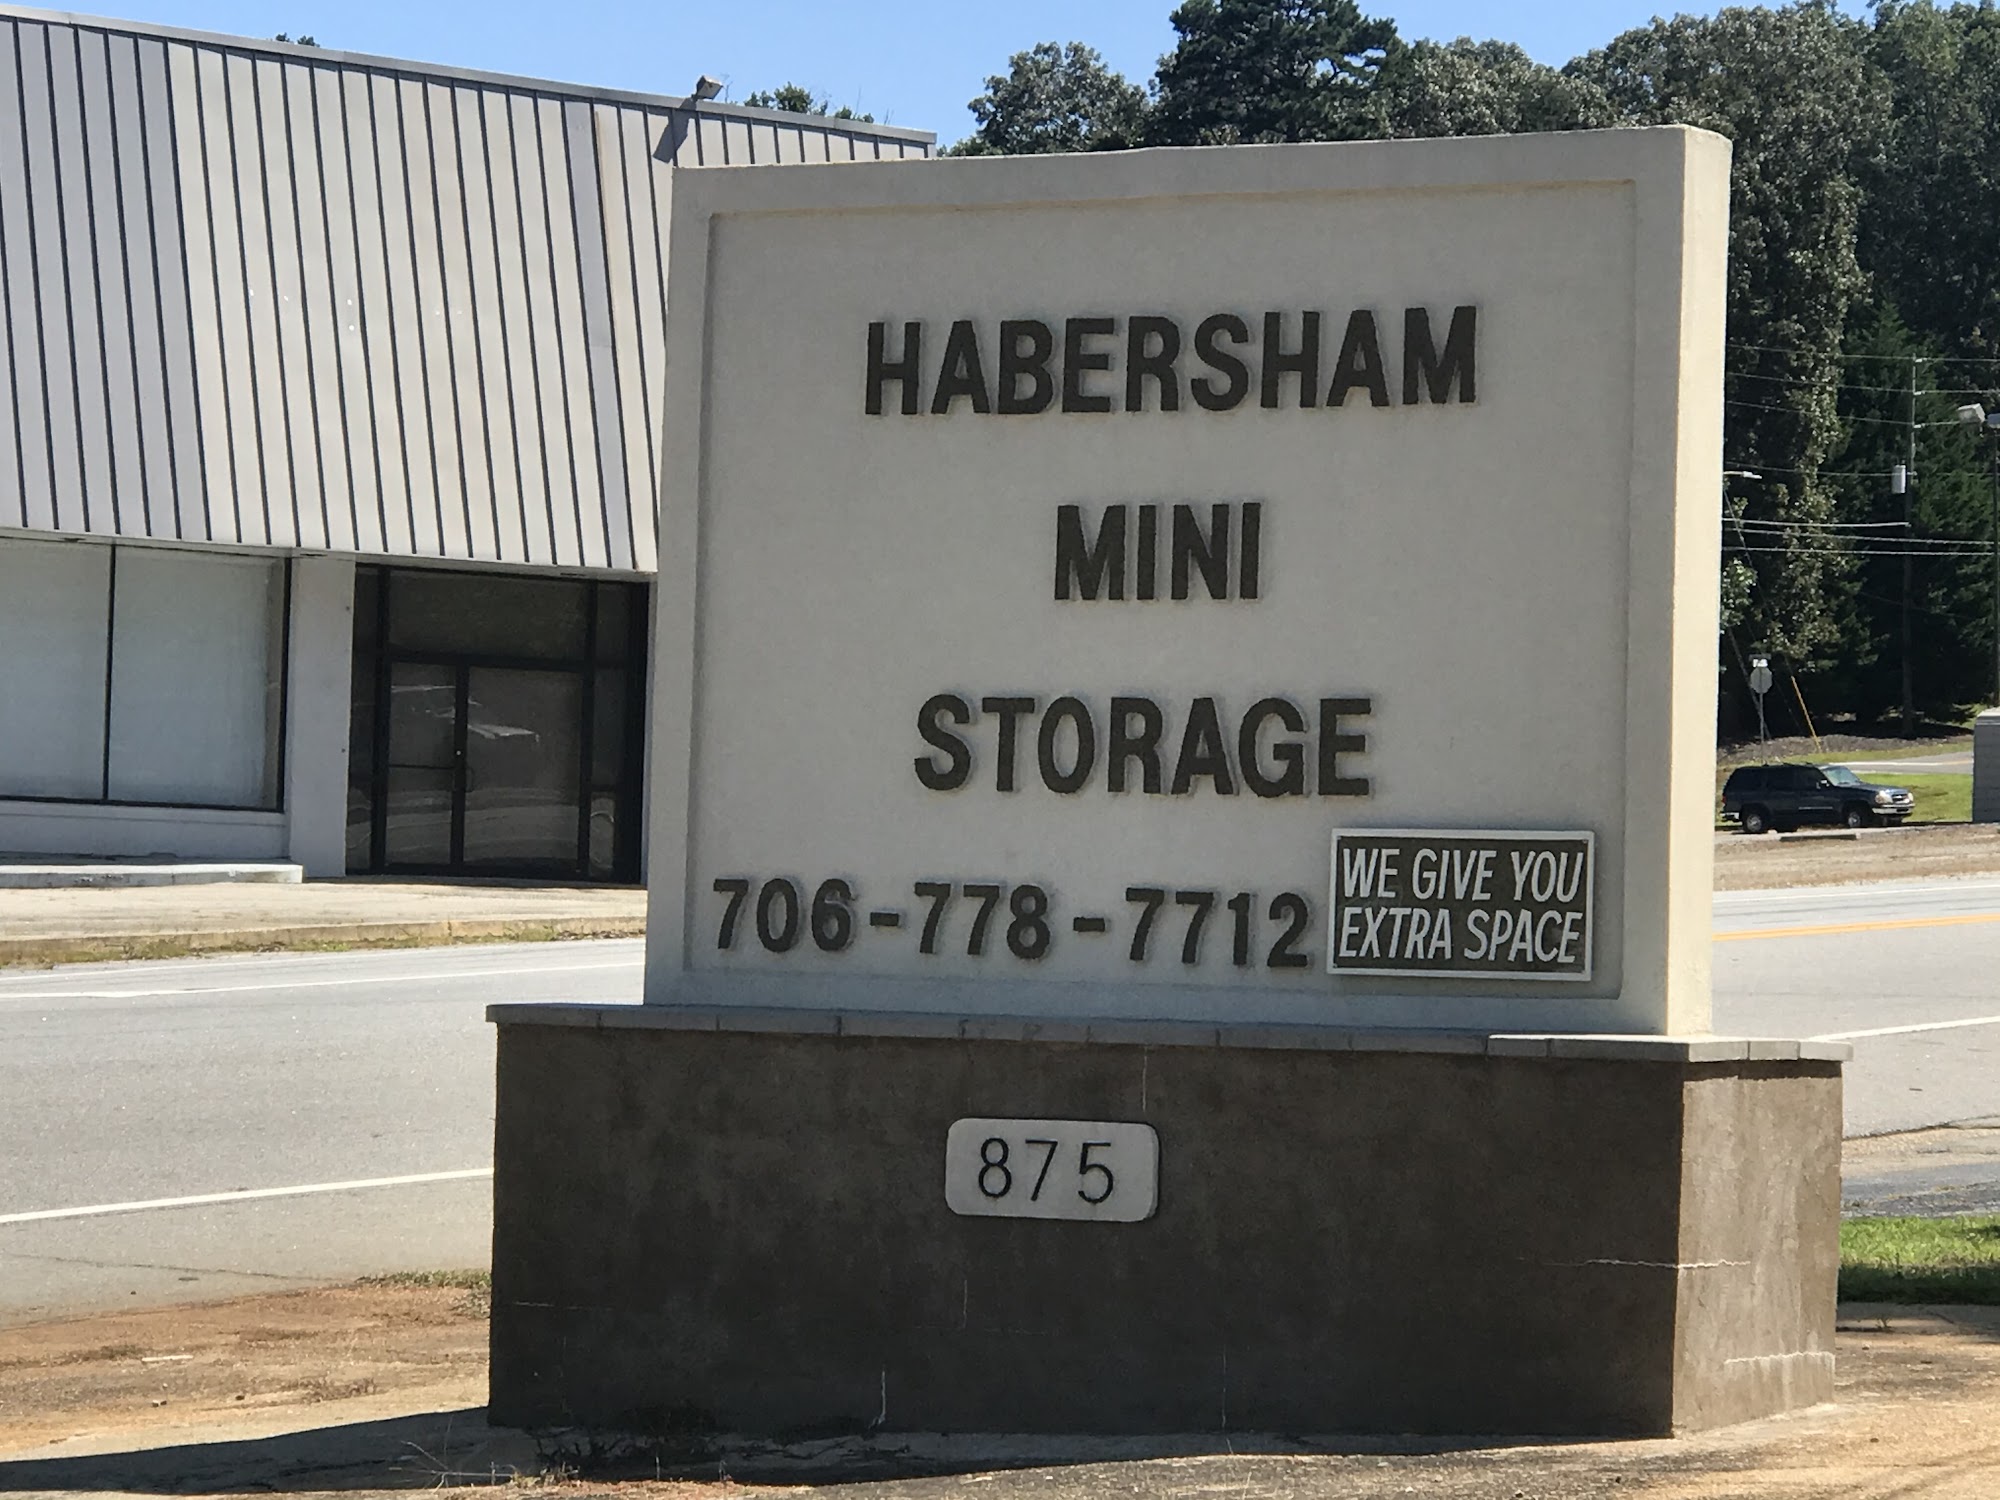 HABERSHAM
MINI
STORAGE
706-778-7712
WE GIVE YOU
EXTRA SPACE
875